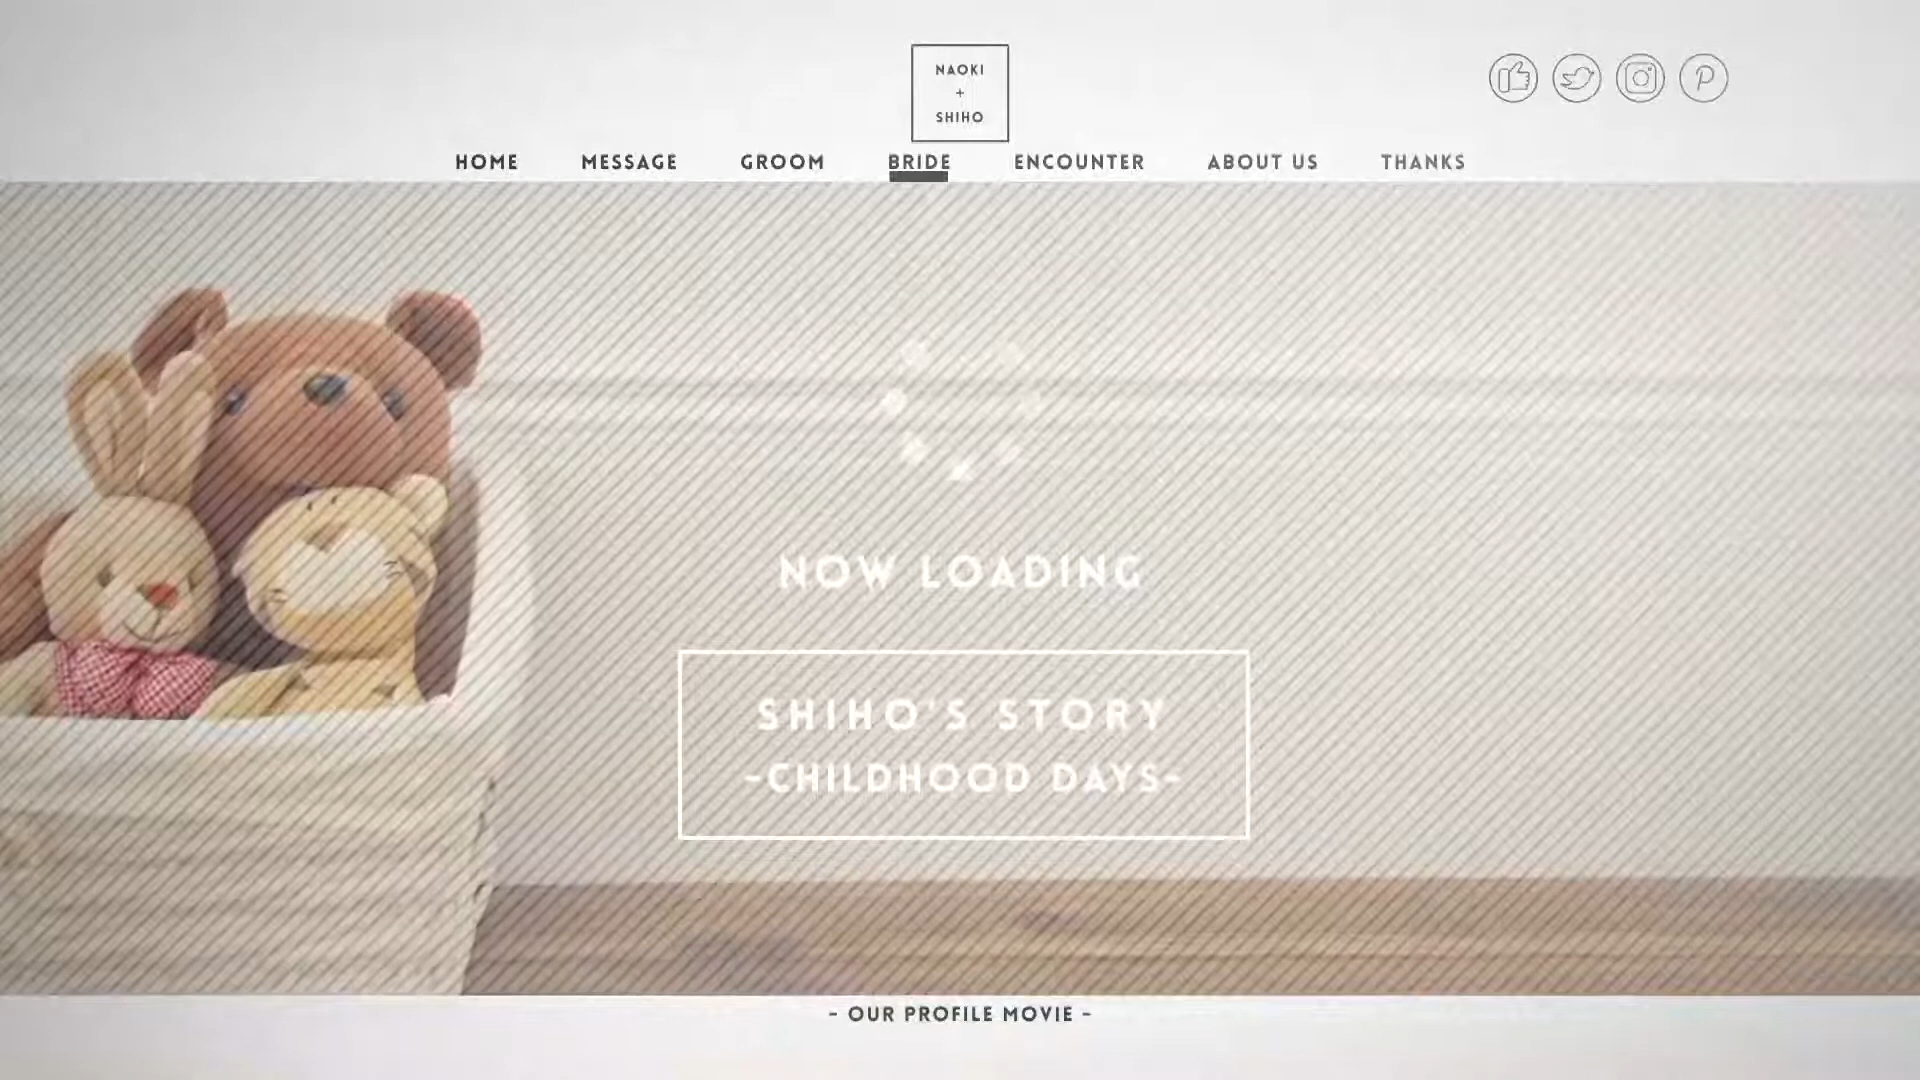 NAOKI
+
SHIHO
HOME MESSAGE GROOM BRIDE ENCOUNTER ABOUT US THANKS
NOW LOADING
SHIHO'S STORY
-CHILDHOOD DAYS-
- OUR PROFILE MOVIE -